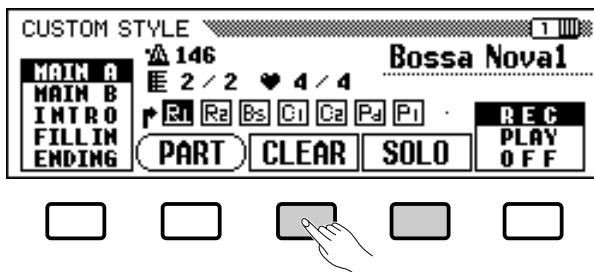 CUSTOM STYLE 1
146 Bossa Nova1
2/2 4/4
MAIN A
MAIN B
INTRO
FILL IN
ENDING
R1 R2 Bs C1 C2 Pd P1
PART CLEAR SOLO
REC
PLAY
OFF